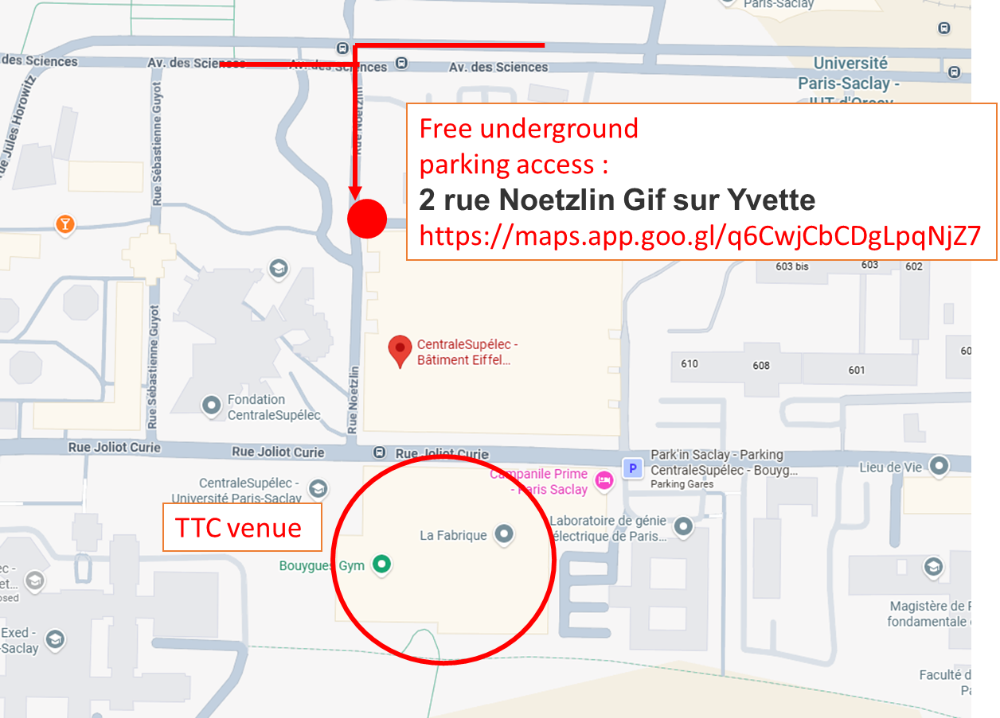 Paris-Saclay
des Sciences
Av. des Sciences
Av. des Sciences
Av. des Sciences
Université
Paris-Saclay -
IUT d'Orsay
Rue Jules Horowitz
Rue Sébastienne Guyot
Rue Noetzlin
Free underground
parking access :
2 rue Noetzlin Gif sur Yvette
https://maps.app.goo.gl/q6CwjCbCDgLpqNjZ7
603 bis
603
602
CentraleSupélec -
Bâtiment Eiffel...
610
608
601
60
Rue Sébastienne Guyot
Fondation
CentraleSupélec
Rue Noetzlin
Rue Joliot Curie
Rue Joliot Curie
Rue Joliot Curie
P
Park'in Saclay - Parking
CentraleSupélec - Bouyg...
Parking Gares
Lieu de Vie
Campanile Prime
- Paris Saclay
CentraleSupélec -
Université Paris-Saclay
TTC venue
La Fabrique
Laboratoire de génie
électrique de Paris...
Bouygues Gym
ec -
et...
osed
Magistère de P
fondamentale
Exed -
-Saclay
Faculté d
Pa